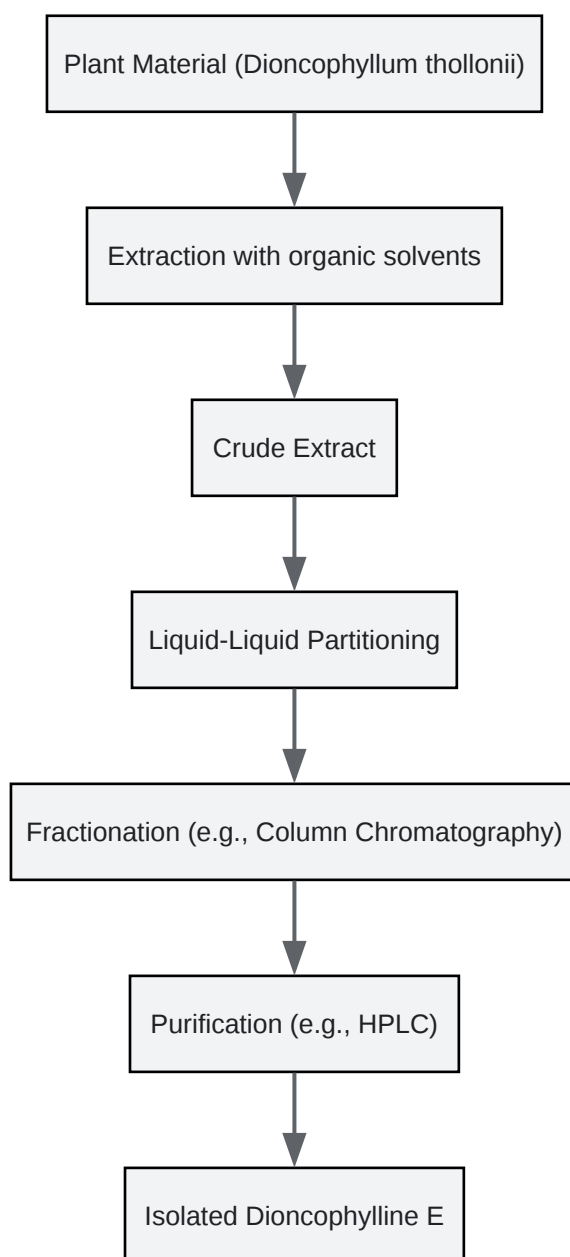 Plant Material (Dioncophyllum thollonii)
Extraction with organic solvents
Crude Extract
Liquid-Liquid Partitioning
Fractionation (e.g., Column Chromatography)
Purification (e.g., HPLC)
Isolated Dioncophylline E